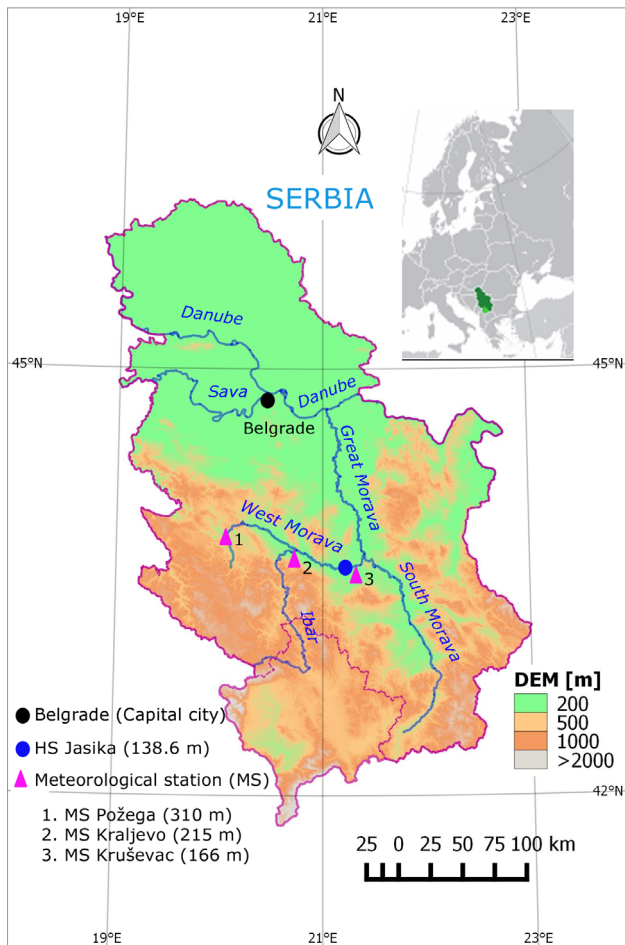 19°E 21°E 23°E
N
SERBIA
Danube
45°N 45°N
Sava
Danube
Belgrade
Great Morava
West Morava
1
2
3
South Morava
Ibar
DEM [m]
200
500
1000
>2000
Belgrade (Capital city)
HS Jasika (138.6 m)
Meteorological station (MS)
1. MS Požega (310 m)
2. MS Kraljevo (215 m)
3. MS Kruševac (166 m)
42°N
25 0 25 50 75 100 km
19°E 21°E 23°E